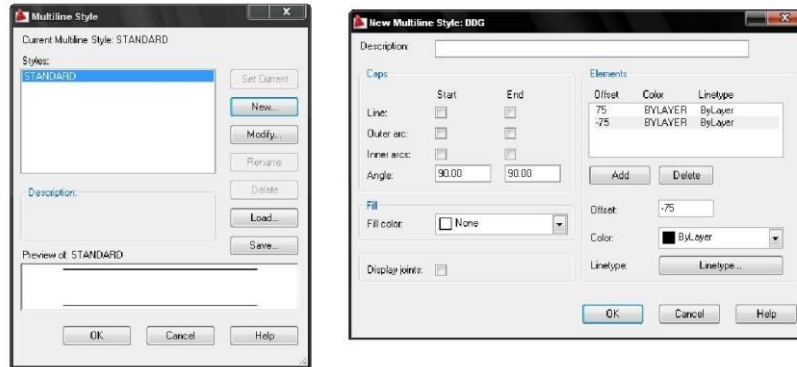 Multiline Style
Current Multiline Style: STANDARD
Styles:
STANDARD
Set Current
New...
Modify...
Rename
Delete
Load...
Save...
Description:
Preview of: STANDARD
OK Cancel Help
New Multiline Style: DDG
Description:
Caps
Start End
Line:
Outer arc:
Inner arcs:
Angle: 90.00 90.00
Fill
Fill color: None
Display joints:
Elements
Offset Color Linetype
75 BYLAYER ByLayer
-75 BYLAYER ByLayer
Add Delete
Offset: -75
Color: ByLayer
Linetype: Linetype...
OK Cancel Help